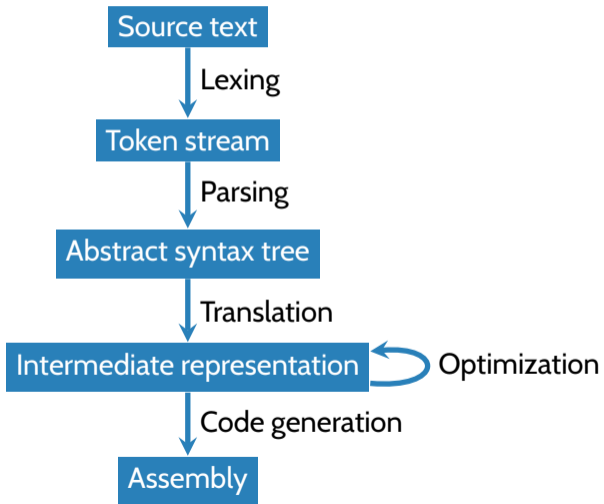 Source text
Lexing
Token stream
Parsing
Abstract syntax tree
Translation
Intermediate representation
Optimization
Code generation
Assembly